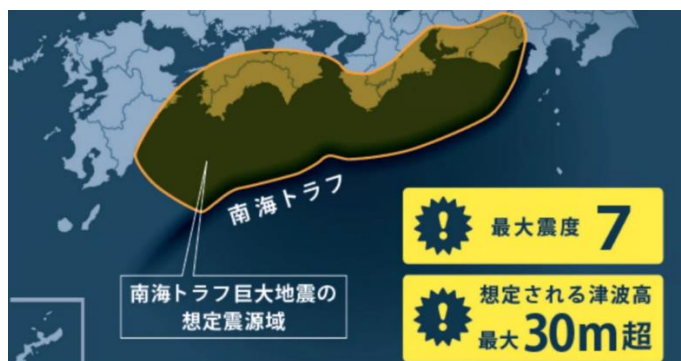 南海トラフ
南海トラフ巨大地震の
想定震源域
最大震度 7
想定される津波高
最大30m超